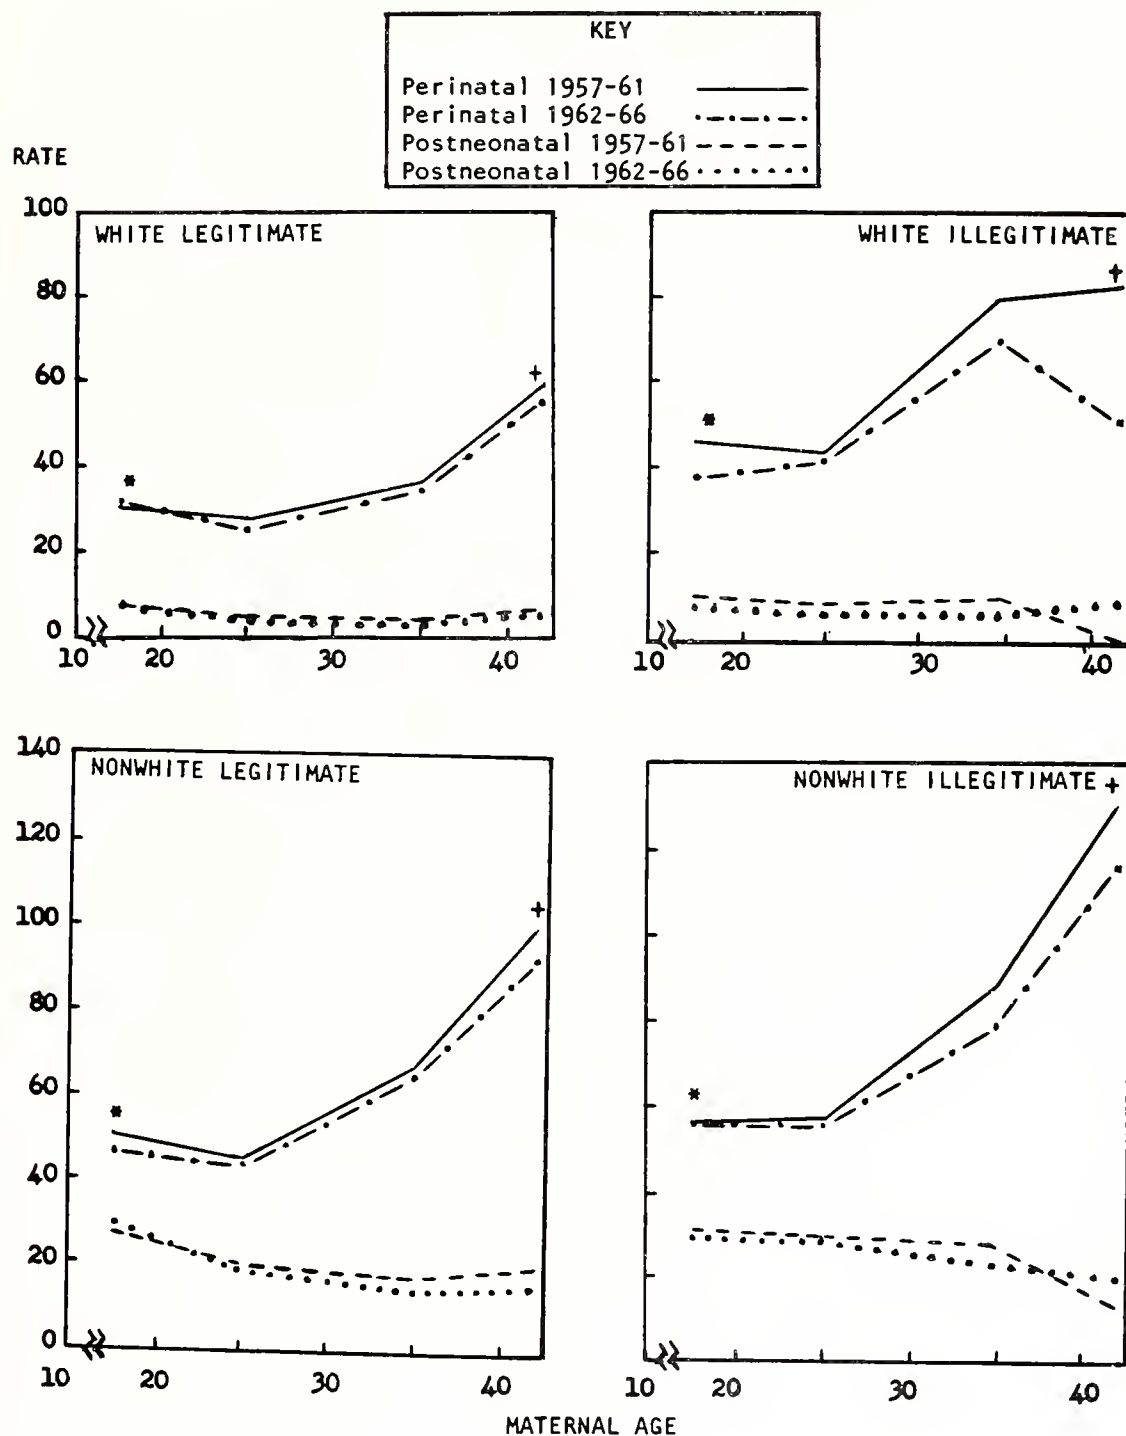 KEY
Perinatal 1957-61
Perinatal 1962-66
Postneonatal 1957-61
Postneonatal 1962-66
RATE
100
80
60
40
20
0
WHITE LEGITIMATE
*
+
10 20 30 40
WHITE ILLEGITIMATE
*
+
10 20 30 40
140
120
100
80
60
40
20
0
NONWHITE LEGITIMATE
*
+
10 20 30 40
NONWHITE ILLEGITIMATE +
*
10 20 30 40
MATERNAL AGE